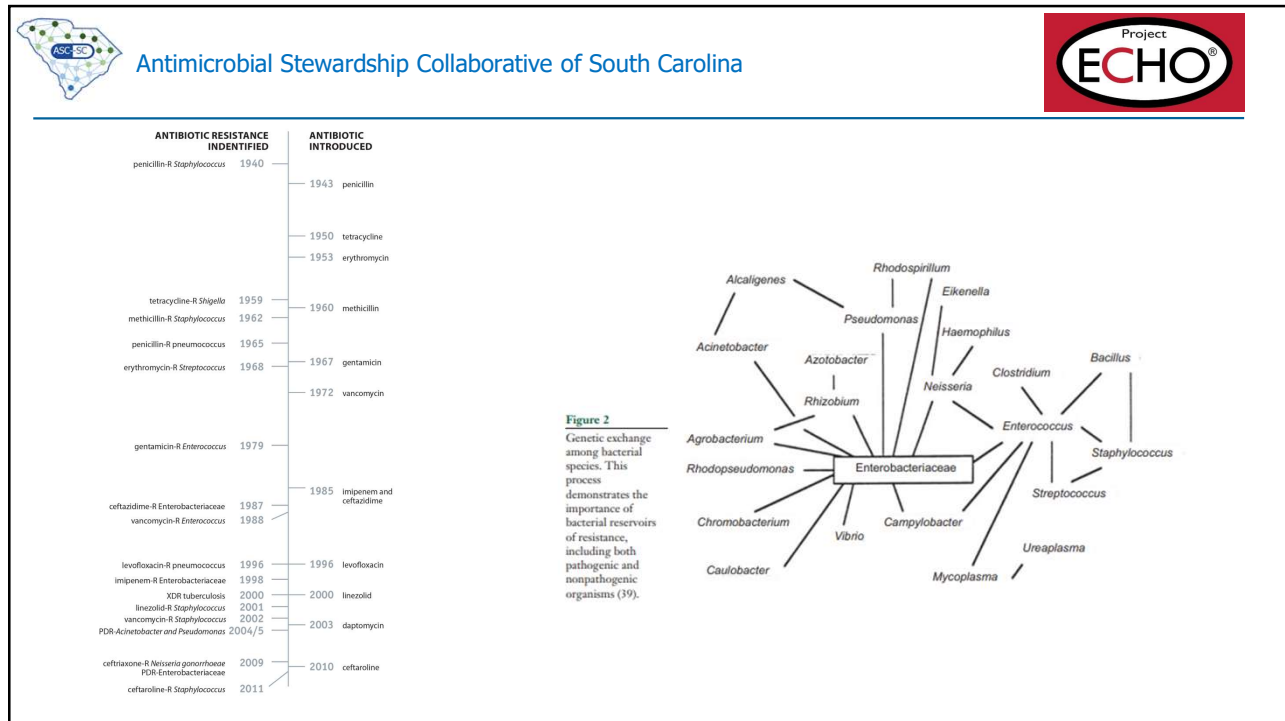 ASC-SC
Antimicrobial Stewardship Collaborative of South Carolina
Project
ECHO®
ANTIBIOTIC RESISTANCE
INDENTIFIED
ANTIBIOTIC
INTRODUCED
penicillin-R Staphylococcus 1940
1943 penicillin
1950 tetracycline
1953 erythromycin
tetracycline-R Shigella 1959
1960 methicillin
methicillin-R Staphylococcus 1962
penicillin-R pneumococcus 1965
1967 gentamicin
erythromycin-R Streptococcus 1968
1972 vancomycin
gentamicin-R Enterococcus 1979
1985 imipenem and
ceftazidime
ceftazidime-R Enterobacteriaceae 1987
vancomycin-R Enterococcus 1988
levofloxacin-R pneumococcus 1996
1996 levofloxacin
imipenem-R Enterobacteriaceae 1998
XDR tuberculosis 2000
2000 linezolid
linezolid-R Staphylococcus 2001
vancomycin-R Staphylococcus 2002
2003 daptomycin
PDR-Acinetobacter and Pseudomonas 2004/5
ceftriaxone-R Neisseria gonorrhoeae 2009
PDR-Enterobacteriaceae
2010 ceftaroline
ceftaroline-R Staphylococcus 2011
Figure 2
Genetic exchange
among bacterial
species. This
process
demonstrates the
importance of
bacterial reservoirs
of resistance,
including both
pathogenic and
nonpathogenic
organisms (39).
Rhodospirillum
Alcaligenes
Eikenella
Pseudomonas
Haemophilus
Acinetobacter
Azotobacter
Bacillus
Clostridium
Neisseria
Rhizobium
Enterococcus
Agrobacterium
Staphylococcus
Rhodopseudomonas
Enterobacteriaceae
Streptococcus
Chromobacterium
Campylobacter
Vibrio
Ureaplasma
Caulobacter
Mycoplasma